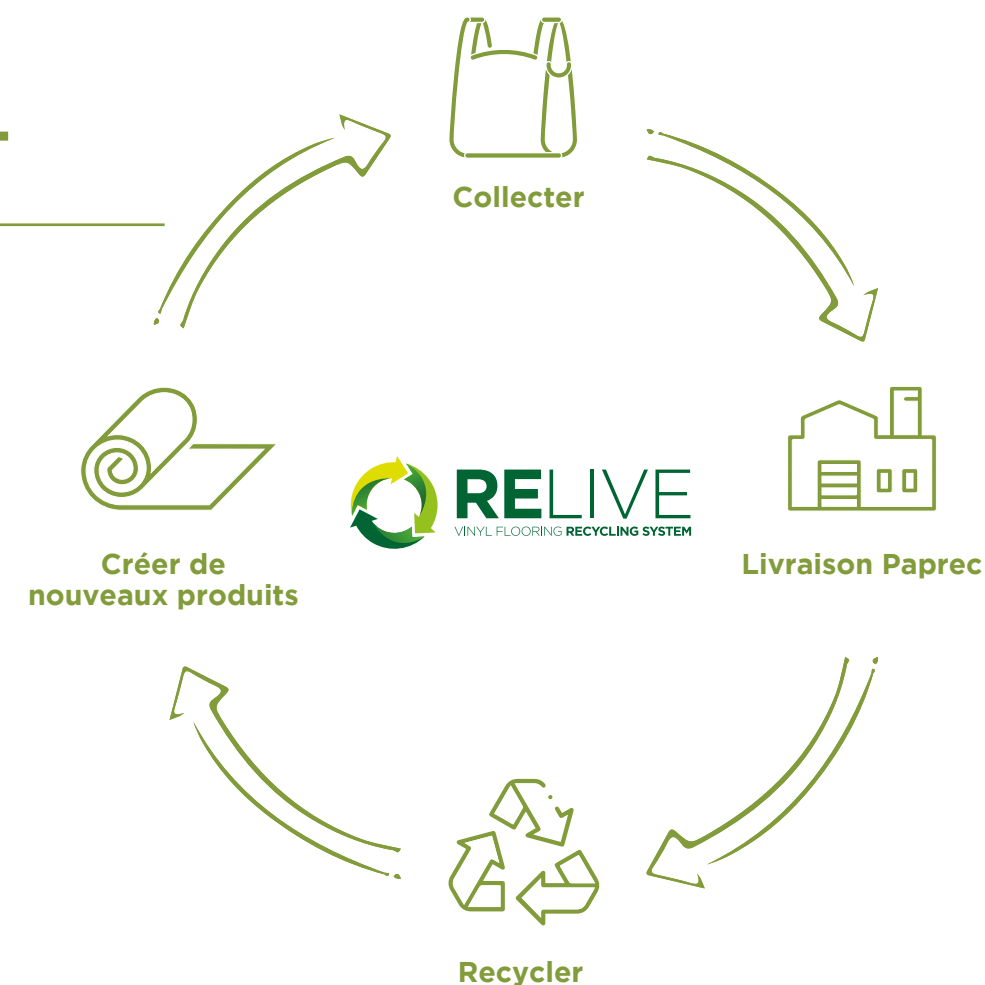 Collecter
RELIVE
VINYL FLOORING RECYCLING SYSTEM
Créer de
nouveaux produits
Livraison Paprec
Recycler